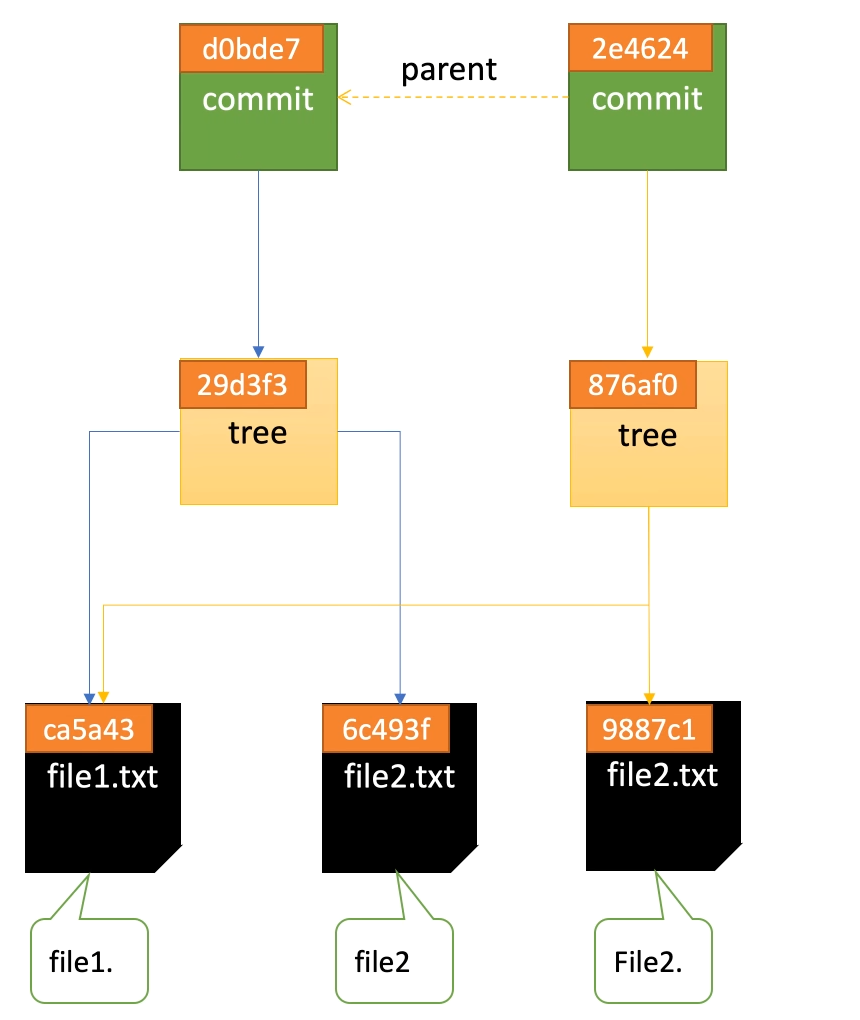 d0bde7
commit
parent
2e4624
commit
29d3f3
tree
876af0
tree
ca5a43
file1.txt
6c493f
file2.txt
9887c1
file2.txt
file1.
file2
File2.